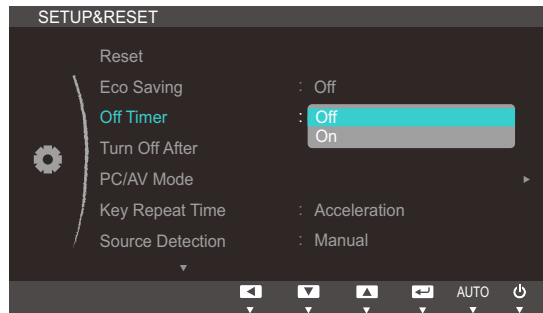 SETUP&RESET
Reset
Eco Saving : Off
Off Timer : Off
On
Turn Off After
PC/AV Mode
Key Repeat Time : Acceleration
Source Detection : Manual
AUTO